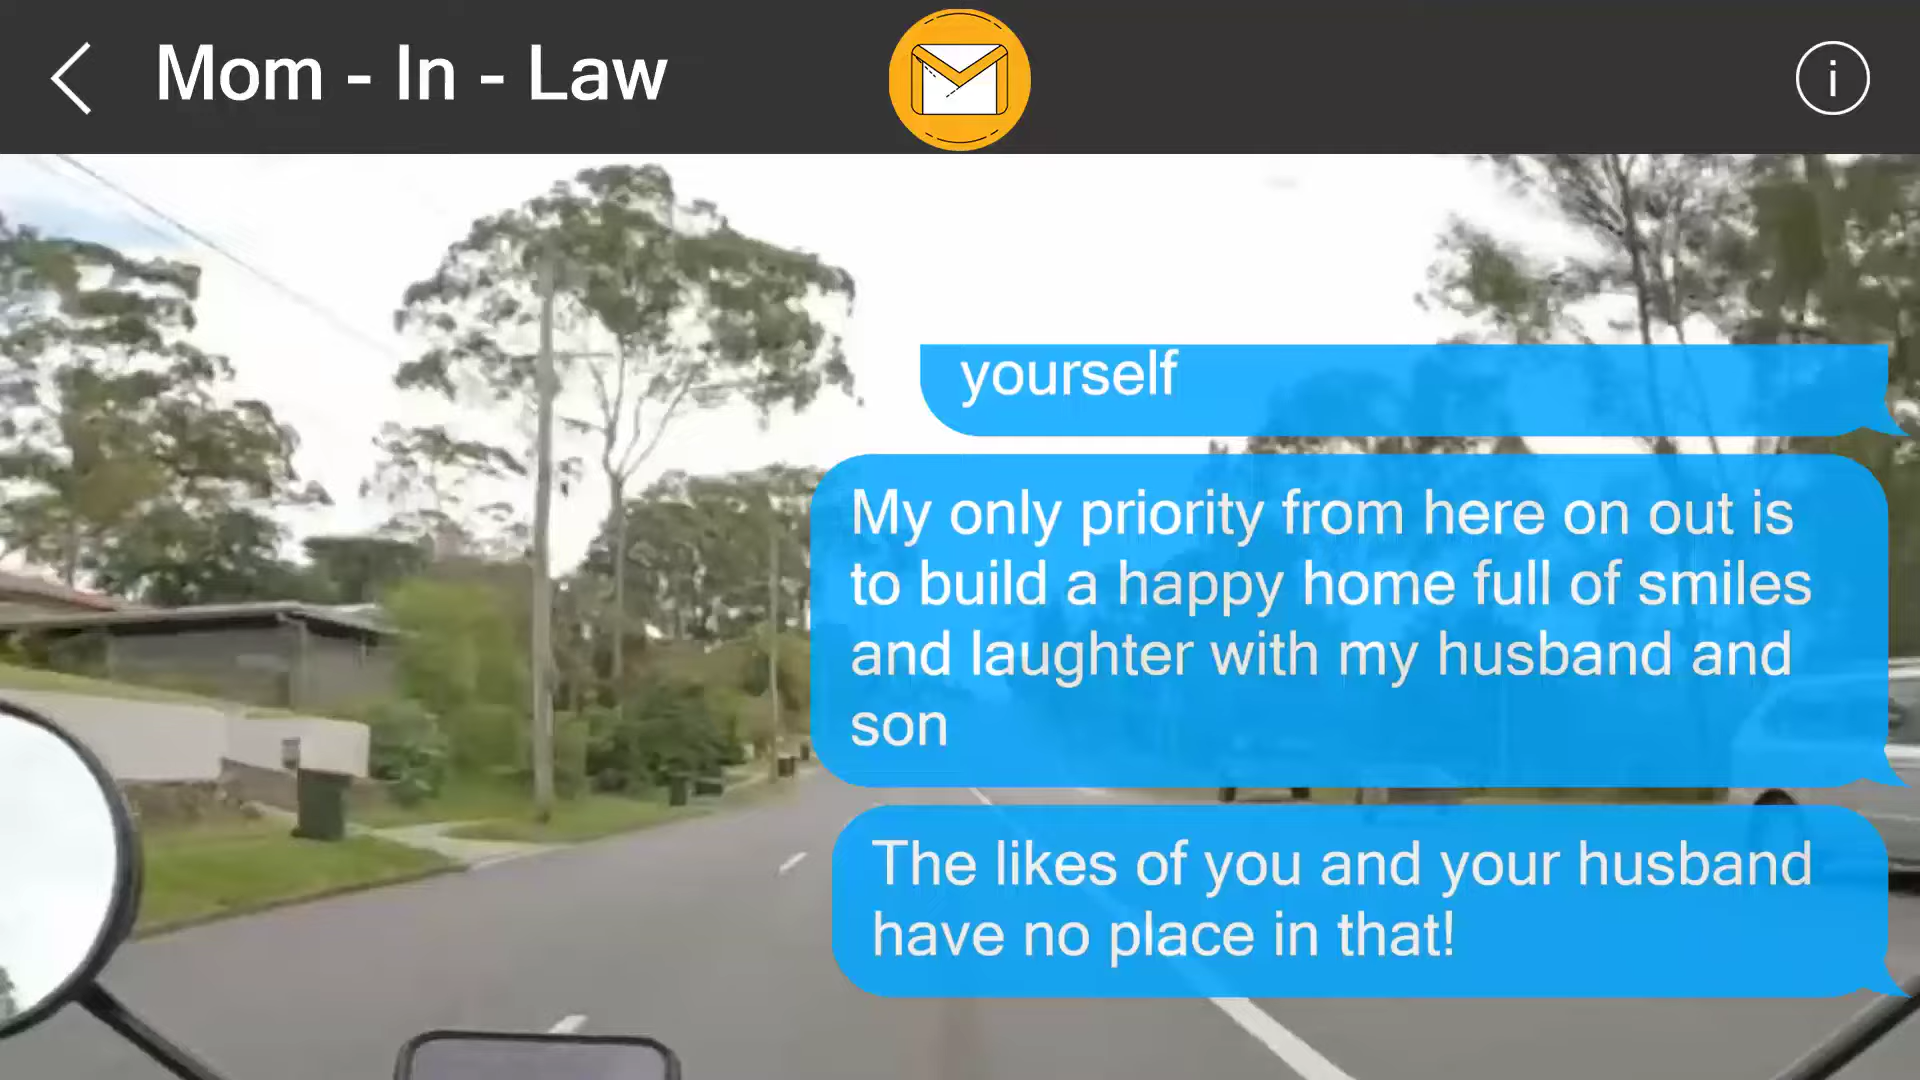 Mom - In - Law
yourself
My only priority from here on out is
to build a happy home full of smiles
and laughter with my husband and
son
The likes of you and your husband
have no place in that!